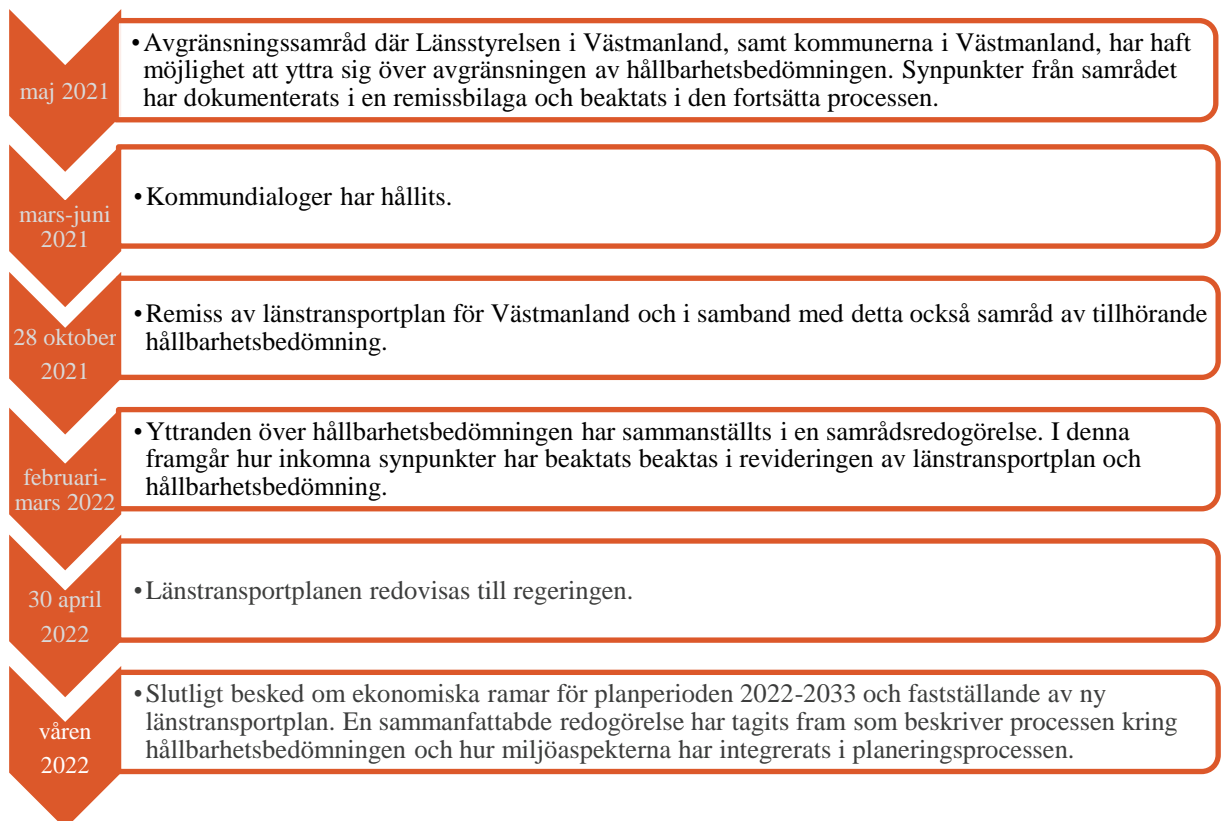 maj 2021
•Avgränsningssamråd där Länsstyrelsen i Västmanland, samt kommunerna i Västmanland, har haft
möjlighet att yttra sig över avgränsningen av hållbarhetsbedömningen. Synpunkter från samrådet
har dokumenterats i en remissbilaga och beaktats i den fortsätta processen.
mars-juni
2021
•Kommundialoger har hållits.
28 oktober
2021
•Remiss av länstransportplan för Västmanland och i samband med detta också samråd av tillhörande
hållbarhetsbedömning.
februari-
mars 2022
•Yttranden över hållbarhetsbedömningen har sammanställts i en samrådsredogörelse. I denna
framgår hur inkomna synpunkter har beaktats beaktas i revideringen av länstransportplan och
hållbarhetsbedömning.
30 april
2022
•Länstransportplanen redovisas till regeringen.
våren
2022
•Slutligt besked om ekonomiska ramar för planperioden 2022-2033 och fastställande av ny
länstransportplan. En sammanfattabde redogörelse har tagits fram som beskriver processen kring
hållbarhetsbedömningen och hur miljöaspekterna har integrerats i planeringsprocessen.